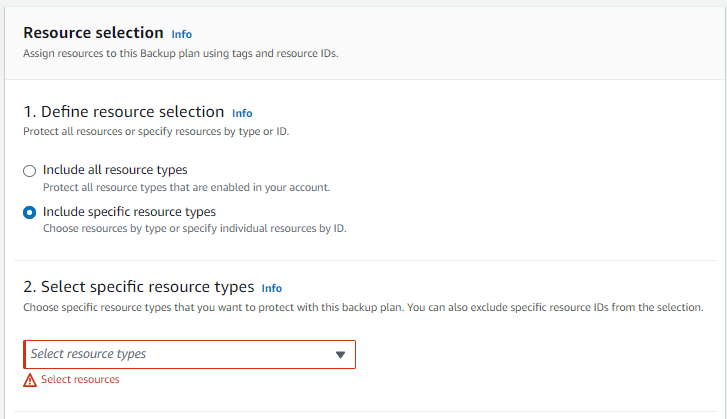 Resource selection Info
Assign resources to this Backup plan using tags and resource IDs.
1. Define resource selection Info
Protect all resources or specify resources by type or ID.
Include all resource types
Protect all resource types that are enabled in your account.
Include specific resource types
Choose resources by type or specify individual resources by ID.
2. Select specific resource types Info
Choose specific resource types that you want to protect with this backup plan. You can also exclude specific resource IDs from the selection.
Select resource types
Select resources